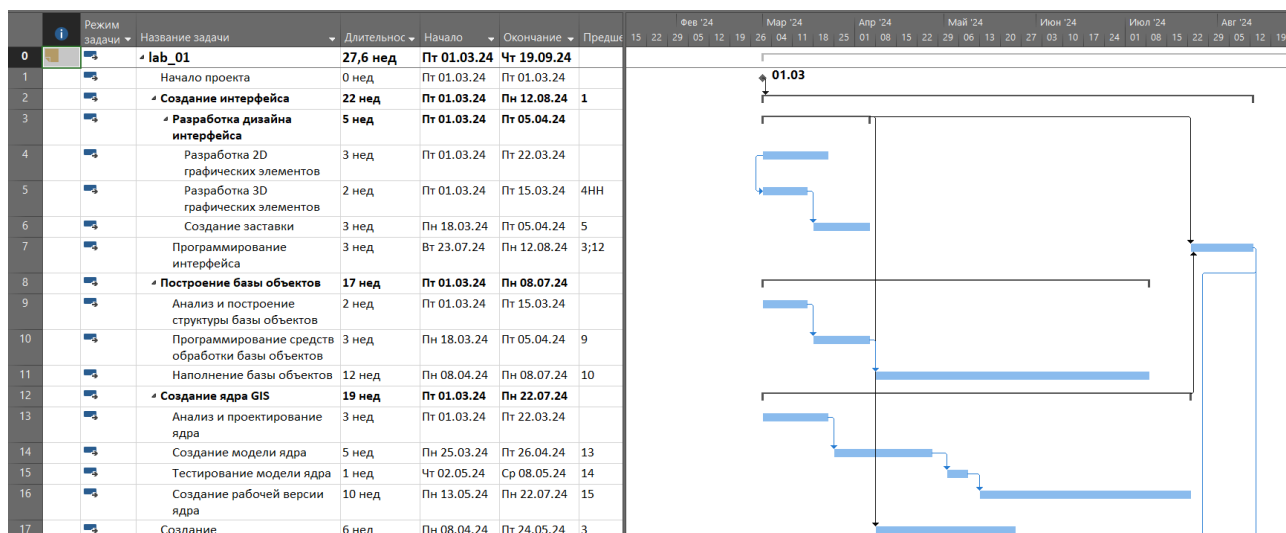 Фев '24 Мар '24 Апр '24 Май '24 Июн '24 Июл '24 Авг '24
Режим
задачи Название задачи Длительнос Начало Окончание Предше 15 22 29 05 12 19 26 04 11 18 25 01 08 15 22 29 06 13 20 27 03 10 17 24 01 08 15 22 29 05 12 19
0 lab_01 27,6 нед Пт 01.03.24 Чт 19.09.24
1 Начало проекта 0 нед Пт 01.03.24 Пт 01.03.24 01.03
2 Создание интерфейса 22 нед Пт 01.03.24 Пн 12.08.24 1
3 Разработка дизайна 5 нед Пт 01.03.24 Пт 05.04.24
интерфейса
4 Разработка 2D 3 нед Пт 01.03.24 Пт 22.03.24
графических элементов
5 Разработка 3D 2 нед Пт 01.03.24 Пт 15.03.24 4НН
графических элементов
6 Создание заставки 3 нед Пн 18.03.24 Пт 05.04.24 5
7 Программирование 3 нед Вт 23.07.24 Пн 12.08.24 3;12
интерфейса
8 Построение базы объектов 17 нед Пт 01.03.24 Пн 08.07.24
9 Анализ и построение 2 нед Пт 01.03.24 Пт 15.03.24
структуры базы объектов
10 Программирование средств 3 нед Пн 18.03.24 Пт 05.04.24 9
обработки базы объектов
11 Наполнение базы объектов 12 нед Пн 08.04.24 Пн 08.07.24 10
12 Создание ядра GIS 19 нед Пт 01.03.24 Пн 22.07.24
13 Анализ и проектирование 3 нед Пт 01.03.24 Пт 22.03.24
ядра
14 Создание модели ядра 5 нед Пн 25.03.24 Пт 26.04.24 13
15 Тестирование модели ядра 1 нед Чт 02.05.24 Ср 08.05.24 14
16 Создание рабочей версии 10 нед Пн 13.05.24 Пн 22.07.24 15
ядра
17 Создание 6 нед Пн 08.04.24 Пт 24.05.24 3